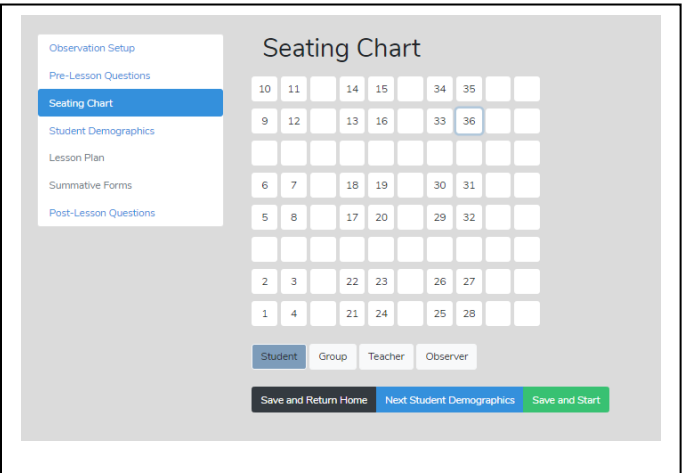 Observation Setup
Pre-Lesson Questions
Seating Chart
Student Demographics
Lesson Plan
Summative Forms
Post-Lesson Questions
Seating Chart
10 11 14 15 34 35
9 12 13 16 33 36
6 7 18 19 30 31
5 8 17 20 29 32
2 3 22 23 26 27
1 4 21 24 25 28
Student Group Teacher Observer
Save and Return Home Next Student Demographics Save and Start